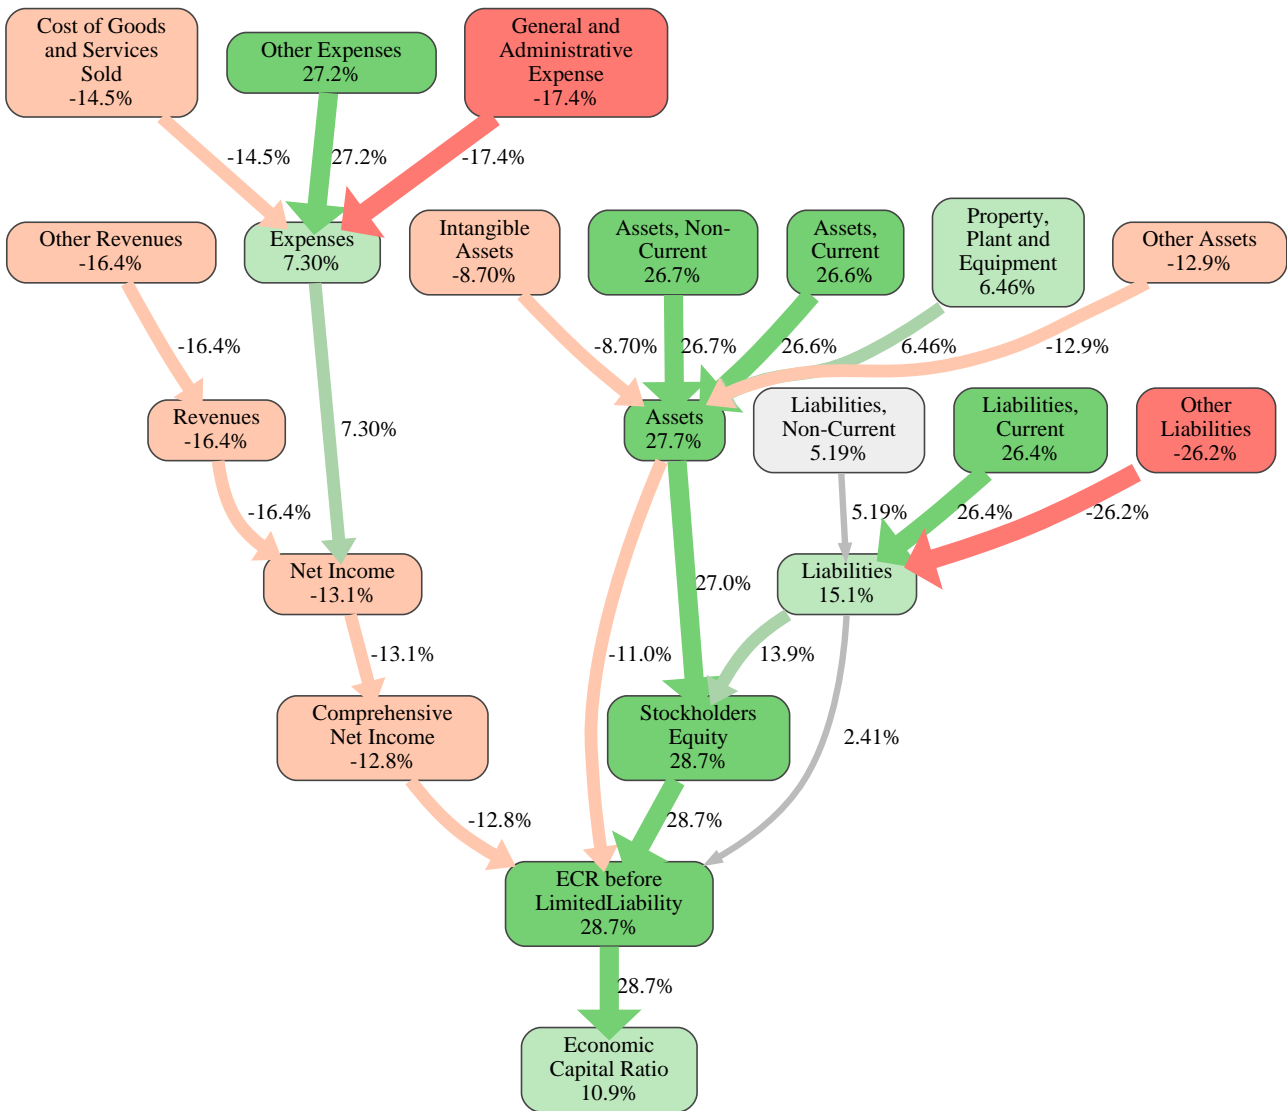 Cost of Goods
and Services
Sold
-14.5%
Other Expenses
27.2%
General and
Administrative
Expense
-17.4%
-14.5%
27.2%
-17.4%
Other Revenues
-16.4%
Expenses
7.30%
Intangible
Assets
-8.70%
Assets, Non-
Current
26.7%
Assets,
Current
26.6%
Property,
Plant and
Equipment
6.46%
Other Assets
-12.9%
-16.4%
-8.70%
26.7%
26.6%
6.46%
-12.9%
Revenues
-16.4%
7.30%
Assets
27.7%
Liabilities,
Non-Current
5.19%
Liabilities,
Current
26.4%
Other
Liabilities
-26.2%
-16.4%
5.19%
26.4%
-26.2%
Net Income
-13.1%
27.0%
Liabilities
15.1%
-13.1%
-11.0%
13.9%
Comprehensive
Net Income
-12.8%
Stockholders
Equity
28.7%
2.41%
-12.8%
28.7%
ECR before
LimitedLiability
28.7%
28.7%
Economic
Capital Ratio
10.9%